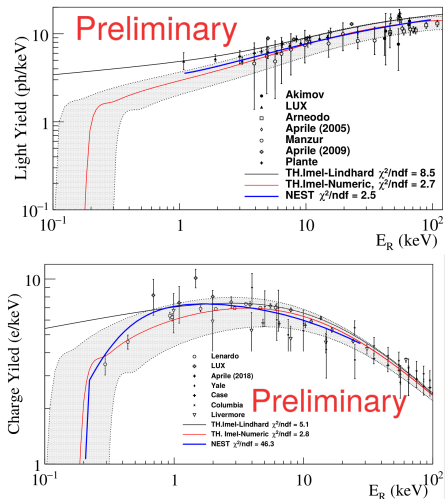 Preliminary
Light Yield (ph/keV)
10
1
10⁻¹
10⁻¹
1
10
10²
E_R (keV)
Akimov
LUX
Arneodo
Aprile (2005)
Manzur
Aprile (2009)
Plante
TH.Imel-Lindhard χ²/ndf = 8.5
TH.Imel-Numeric, χ²/ndf = 2.7
NEST χ²/ndf = 2.5
Charge Yiled (e/keV)
10
1
10⁻¹
1
10
10²
E_R (keV)
Lenardo
LUX
Aprile (2018)
Yale
Case
Columbia
Livermore
TH.Imel-Lindhard χ²/ndf = 5.1
TH. Imel-Numeric χ²/ndf = 2.8
NEST χ²/ndf = 46.3
Preliminary